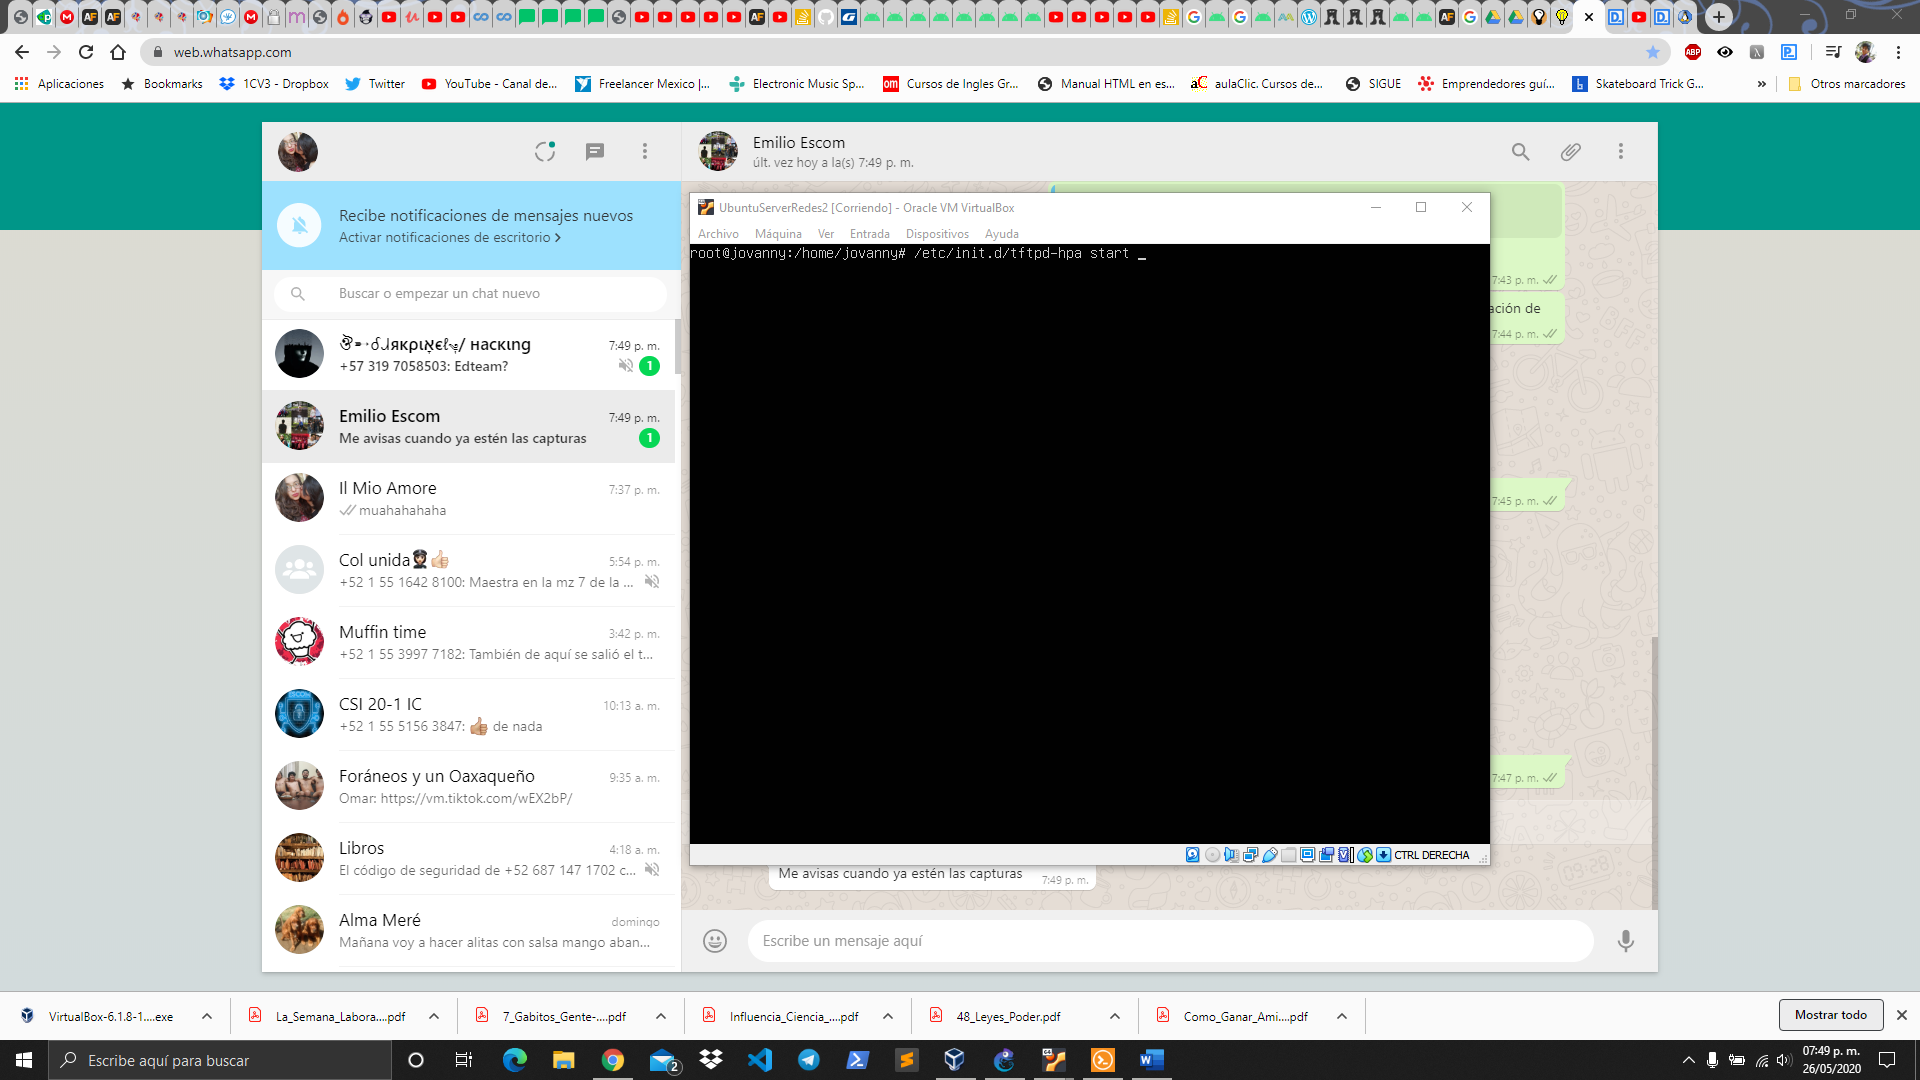 web.whatsapp.com
Aplicaciones
Bookmarks
1CV3 - Dropbox
Twitter
YouTube - Canal de...
Freelancer Mexico |...
Electronic Music Sp...
Cursos de Ingles Gr...
Manual HTML en es...
aulaClic. Cursos de...
SIGUE
Emprendedores guí...
Skateboard Trick G...
»
Otros marcadores
Recibe notificaciones de mensajes nuevos
Activar notificaciones de escritorio >
Buscar o empezar un chat nuevo
7:49 p. m.
+57 319 7058503: Edteam?
1
Emilio Escom
7:49 p. m.
Me avisas cuando ya estén las capturas
1
Il Mio Amore
7:37 p. m.
muahahahaha
Col unida
5:54 p. m.
+52 1 55 1642 8100: Maestra en la mz 7 de la ...
Muffin time
3:42 p. m.
+52 1 55 3997 7182: También de aquí se salió el t...
CSI 20-1 IC
10:13 a. m.
+52 1 55 5156 3847: 👍🏼 de nada
Foráneos y un Oaxaqueño
9:35 a. m.
Omar: https://vm.tiktok.com/wEX2bP/
Libros
4:18 a. m.
El código de seguridad de +52 687 147 1702 c...
Alma Meré
domingo
Mañana voy a hacer alitas con salsa mango aban...
Emilio Escom
últ. vez hoy a la(s) 7:49 p. m.
UbuntuServerRedes2 [Corriendo] - Oracle VM VirtualBox
Archivo Máquina Ver Entrada Dispositivos Ayuda
root@jovanny:/home/jovanny# /etc/init.d/tftpd-hpa start _
CTRL DERECHA
7:43 p. m.
ación de
7:44 p. m.
7:45 p. m.
7:47 p. m.
Me avisas cuando ya estén las capturas
7:49 p. m.
Escribe un mensaje aquí
VirtualBox-6.1.8-1....exe
La_Semana_Labora....pdf
7_Gabitos_Gente-....pdf
Influencia_Ciencia_....pdf
48_Leyes_Poder.pdf
Como_Ganar_Ami....pdf
Mostrar todo
Escribe aquí para buscar
2
07:49 p. m.
26/05/2020